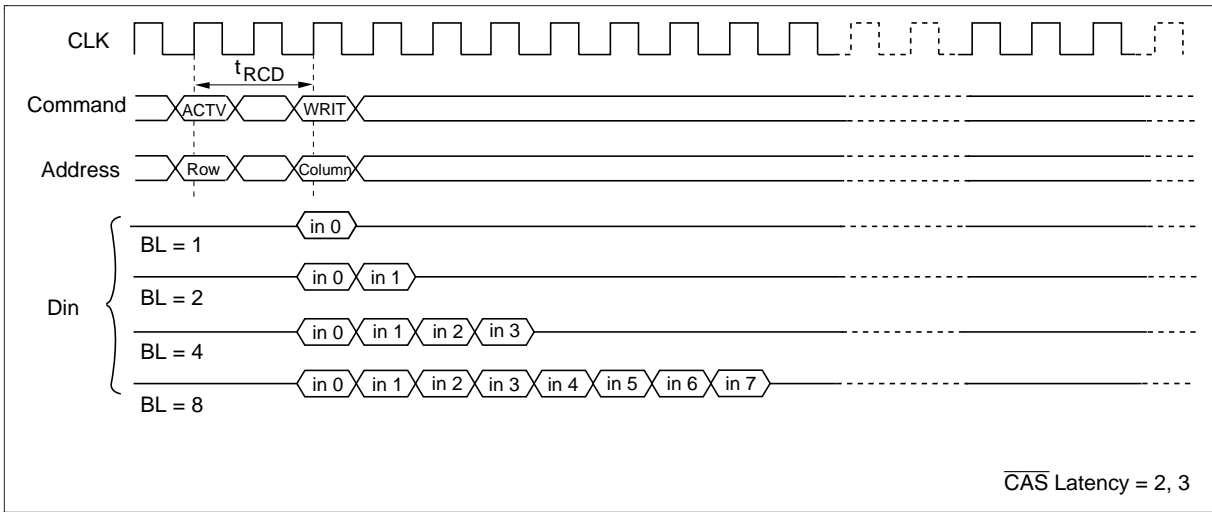 CLK
tRCD
Command ACTV WRIT
Address Row Column
Din
in 0
BL = 1
in 0 in 1
BL = 2
in 0 in 1 in 2 in 3
BL = 4
in 0 in 1 in 2 in 3 in 4 in 5 in 6 in 7
BL = 8
CAS Latency = 2, 3